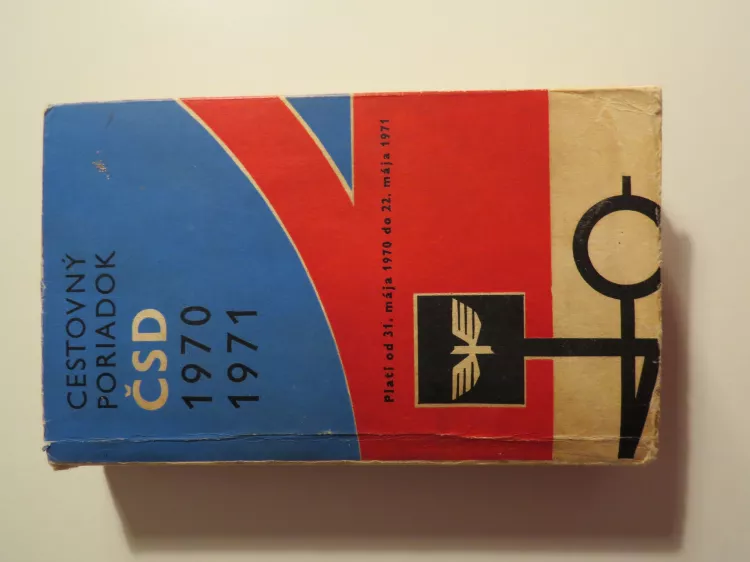 CESTOVNÝ
PORIADOK
ČSD
1970
1971
Platí od 31. mája 1970 do 22. mája 1971